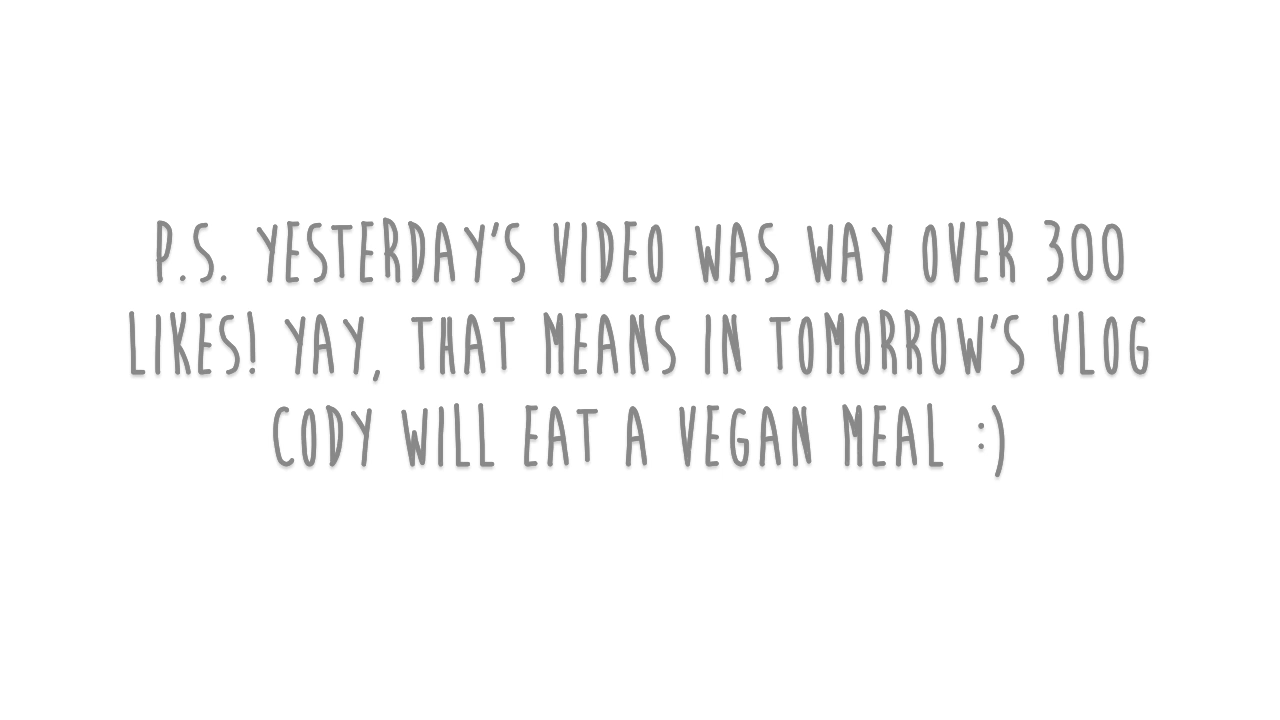 P.S. YESTERDAY'S VIDEO WAS WAY OVER 300
LIKES! YAY, THAT MEANS IN TOMORROW'S VLOG
CODY WILL EAT A VEGAN MEAL :)